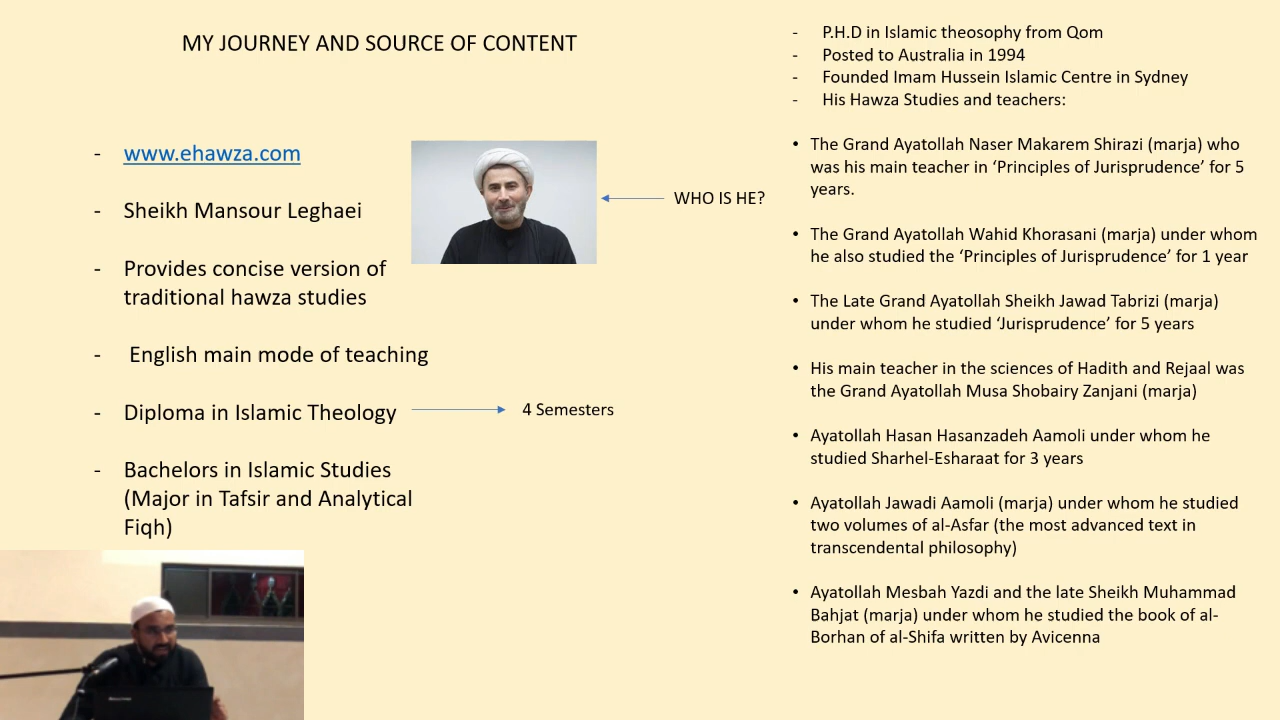 MY JOURNEY AND SOURCE OF CONTENT
- www.ehawza.com
- Sheikh Mansour Leghaei
- Provides concise version of
traditional hawza studies
- English main mode of teaching
- Diploma in Islamic Theology
4 Semesters
- Bachelors in Islamic Studies
(Major in Tafsir and Analytical
Fiqh)
WHO IS HE?
- P.H.D in Islamic theosophy from Qom
- Posted to Australia in 1994
- Founded Imam Hussein Islamic Centre in Sydney
- His Hawza Studies and teachers:
• The Grand Ayatollah Naser Makarem Shirazi (marja) who
was his main teacher in ‘Principles of Jurisprudence’ for 5
years.
• The Grand Ayatollah Wahid Khorasani (marja) under whom
he also studied the ‘Principles of Jurisprudence’ for 1 year
• The Late Grand Ayatollah Sheikh Jawad Tabrizi (marja)
under whom he studied ‘Jurisprudence’ for 5 years
• His main teacher in the sciences of Hadith and Rejaal was
the Grand Ayatollah Musa Shobairy Zanjani (marja)
• Ayatollah Hasan Hasanzadeh Aamoli under whom he
studied Sharhel-Esharaat for 3 years
• Ayatollah Jawadi Aamoli (marja) under whom he studied
two volumes of al-Asfar (the most advanced text in
transcendental philosophy)
• Ayatollah Mesbah Yazdi and the late Sheikh Muhammad
Bahjat (marja) under whom he studied the book of al-
Borhan of al-Shifa written by Avicenna